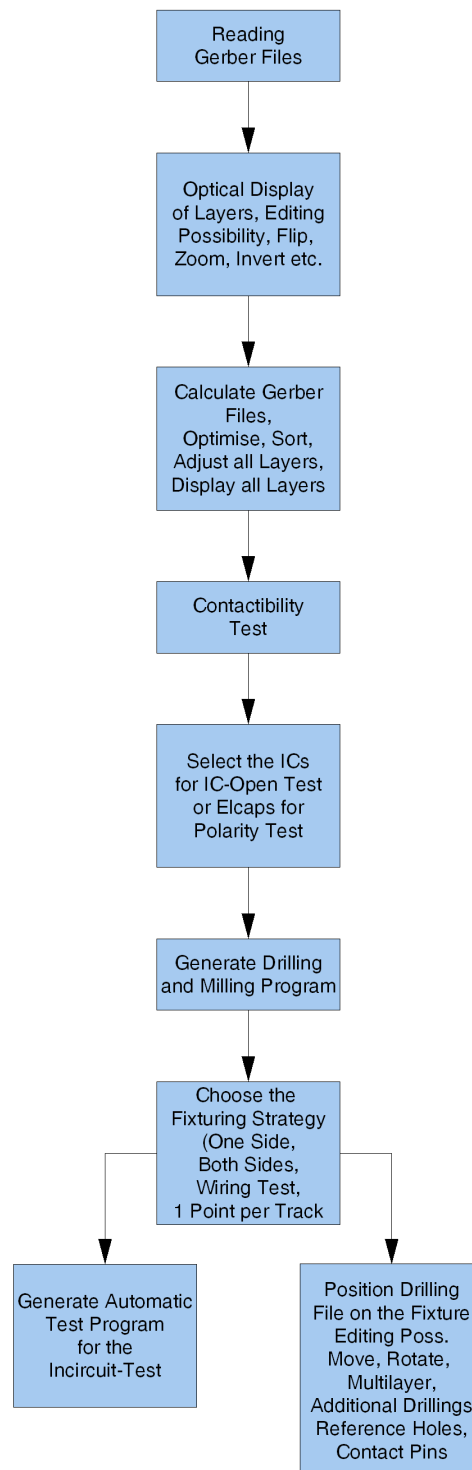 Reading
Gerber Files
Optical Display
of Layers, Editing
Possibility, Flip,
Zoom, Invert etc.
Calculate Gerber
Files,
Optimise, Sort,
Adjust all Layers,
Display all Layers
Contactibility
Test
Select the ICs
for IC-Open Test
or Elcaps for
Polarity Test
Generate Drilling
and Milling Program
Choose the
Fixturing Strategy
(One Side,
Both Sides,
Wiring Test,
1 Point per Track
Generate Automatic
Test Program
for the
Incircuit-Test
Position Drilling
File on the Fixture
Editing Poss.
Move, Rotate,
Multilayer,
Additional Drillings
Reference Holes,
Contact Pins